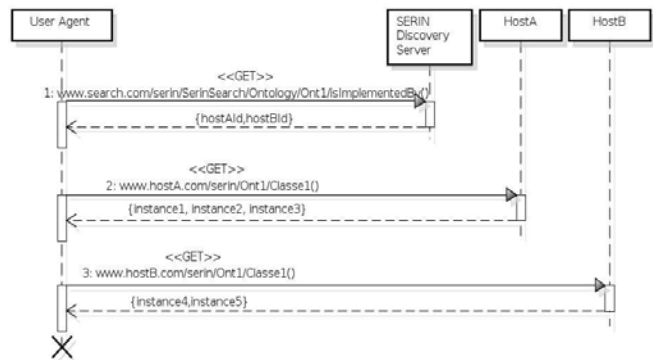 User Agent
SERIN
Discovery
Server
HostA
HostB
<<GET>>
1: www.search.com/serin/SerinSearch/Ontology/Ont1/IsImplementedBy()
{hostAId,hostBId}
<<GET>>
2: www.hostA.com/serin/Ont1/Classe1()
{instance1, instance2, instance3}
<<GET>>
3: www.hostB.com/serin/Ont1/Classe1()
{instance4,instance5}